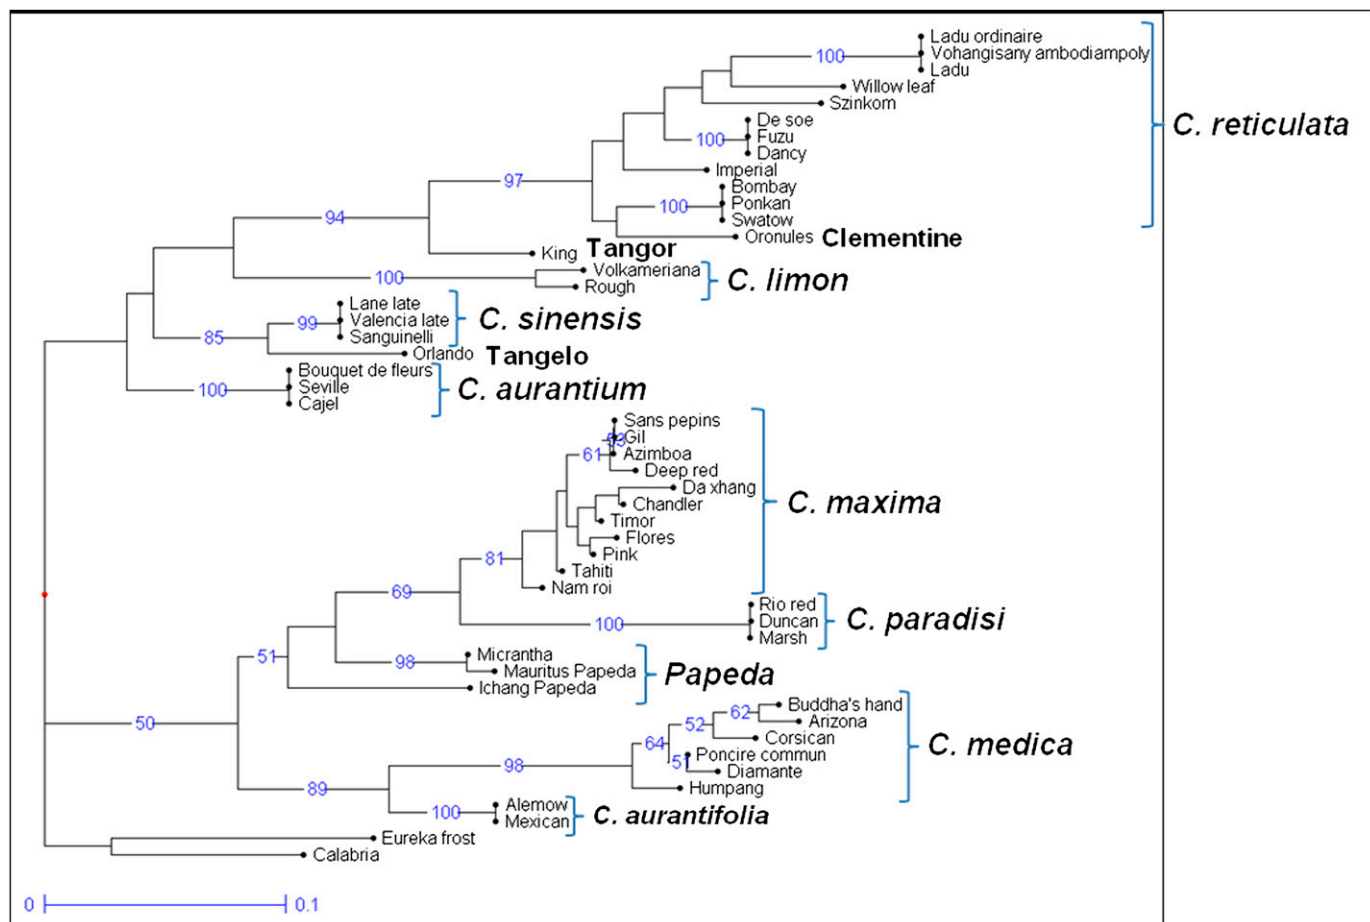 Ladu ordinaire
100
Vohangisany ambodiampoly
Ladu
Willow leaf
Szinkom
C. reticulata
De soe
100
Fuzu
Dancy
Imperial
97
Bombay
100
Ponkan
Swatow
94
Oronules Clementine
King Tangor
Volkameriana
100
Rough
C. limon
Lane late
99
Valencia late
C. sinensis
85
Sanguinelli
Orlando Tangelo
Bouquet de fleurs
100
Seville
C. aurantium
Cajel
Sans pepins
53
Gil
61
Azimboa
Deep red
Da xhang
Chandler
C. maxima
Timor
Flores
81
Pink
Tahiti
Nam roi
69
Rio red
100
Duncan
C. paradisi
Marsh
51
Micrantha
98
Mauritus Papeda
Papeda
Ichang Papeda
50
Buddha's hand
62
Arizona
52
Corsican
C. medica
64
Poncire commun
51
Diamante
98
Humpang
89
Alemow
100
Mexican
C. aurantifolia
Eureka frost
Calabria
0 0.1